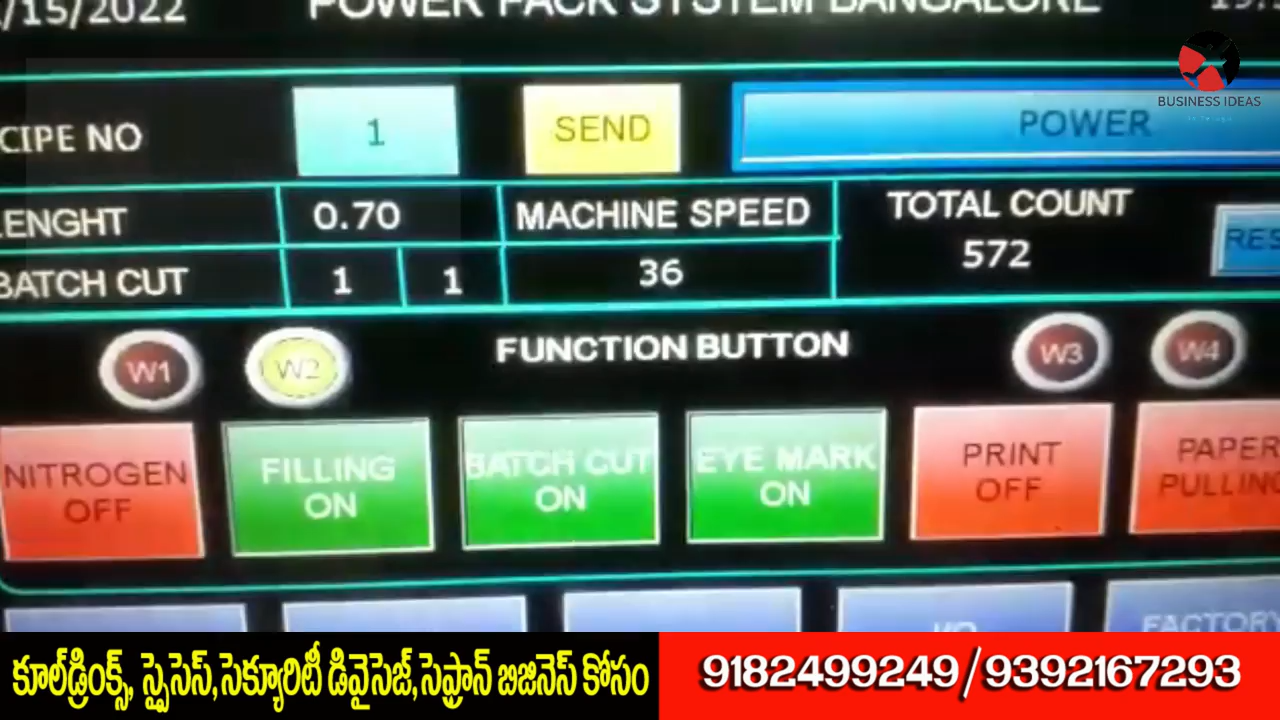 /15/2022 POWER PACK SYSTEM BANGALORE
BUSINESS IDEAS
CIPE NO 1 SEND POWER
LENGHT 0.70 MACHINE SPEED TOTAL COUNT
BATCH CUT 1 1 36 572 RES
W1 W2 FUNCTION BUTTON W3 W4
NITROGEN OFF
FILLING ON
BATCH CUT ON
EYE MARK ON
PRINT OFF
PAPER PULLING
I/O FACTORY
కూల్‌డ్రింక్స్, స్పైసెస్, సెక్యూరిటీ డివైసెజ్, సెఫ్రాన్ బిజినెస్ కోసం
9182499249/9392167293